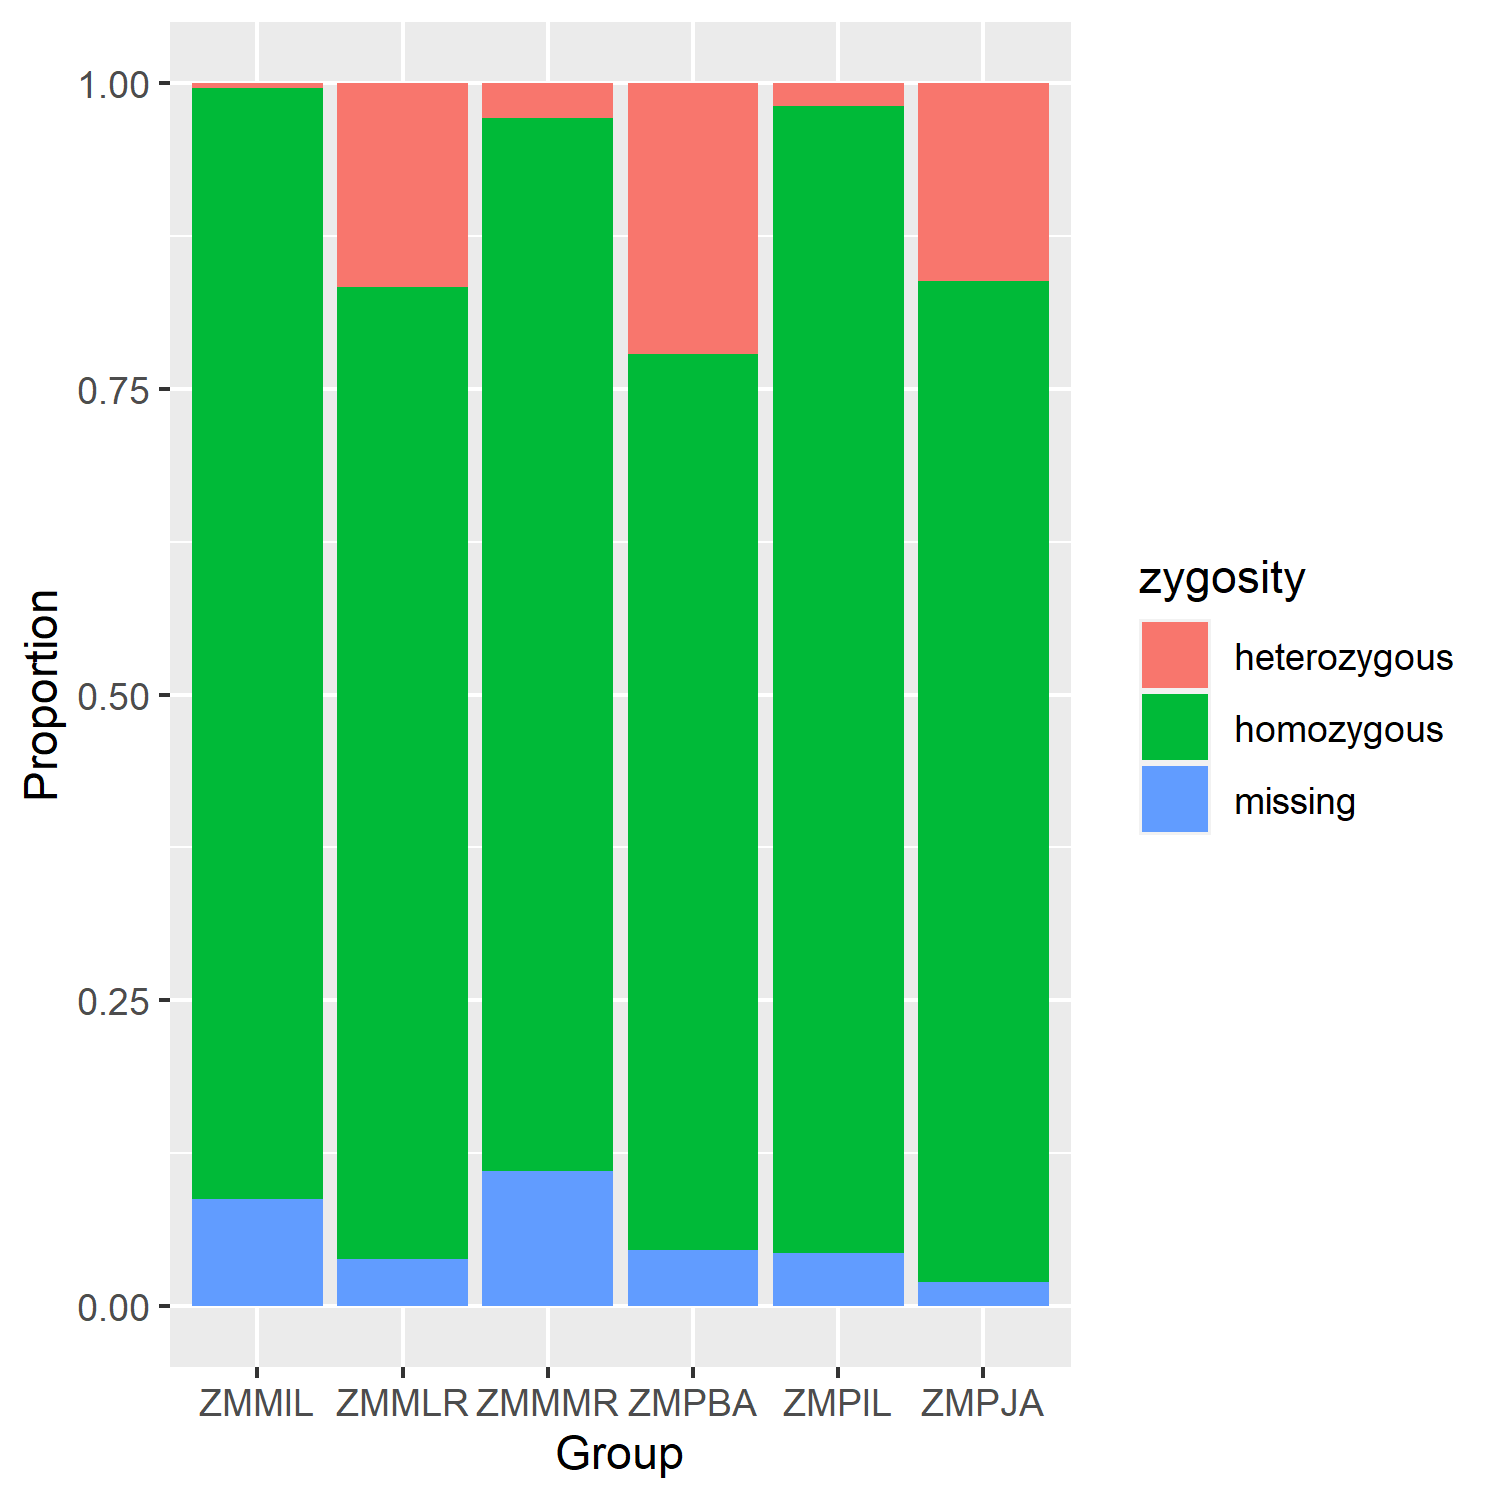 1.00
0.75
0.50
0.25
0.00
Proportion
ZMMIL ZMMLR ZMMMR ZMPBA ZMPIL ZMPJA
Group
zygosity
heterozygous
homozygous
missing